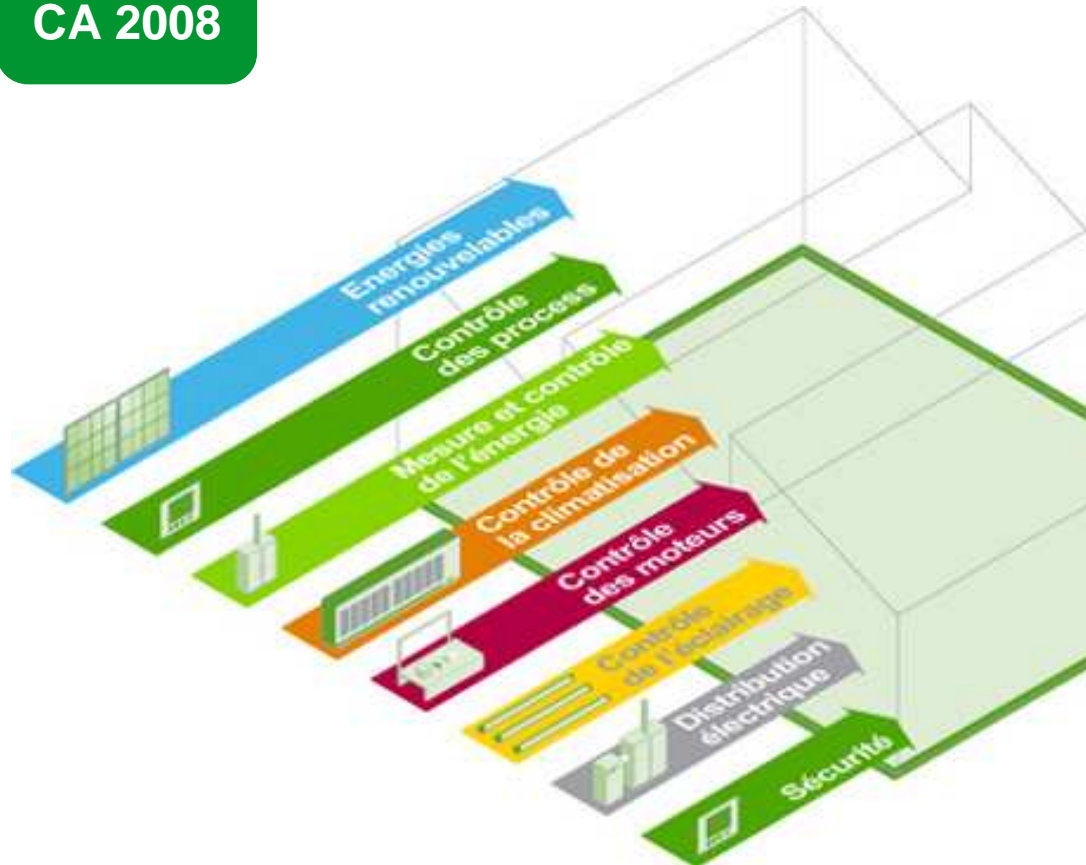 CA 2008
Energies
renouvelables
Contrôle
des process
Mesure et contrôle
de l'énergie
Contrôle de
la climatisation
Contrôle
des moteurs
Contrôle
de l'éclairage
Distribution
électrique
Sécurité